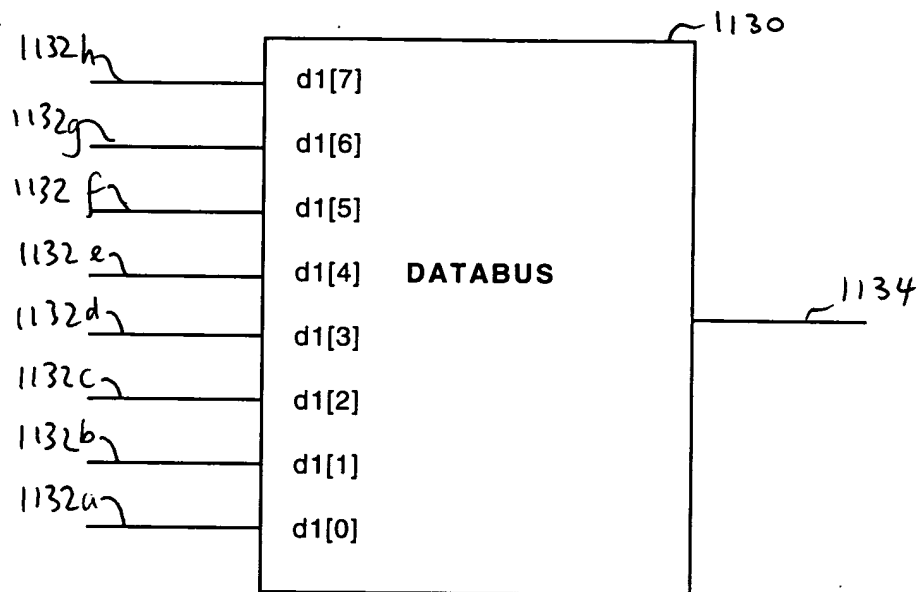 1130
1132h
d1[7]
1132g
d1[6]
1132f
d1[5]
1132e
d1[4]
DATABUS
1134
1132d
d1[3]
1132c
d1[2]
1132b
d1[1]
1132a
d1[0]